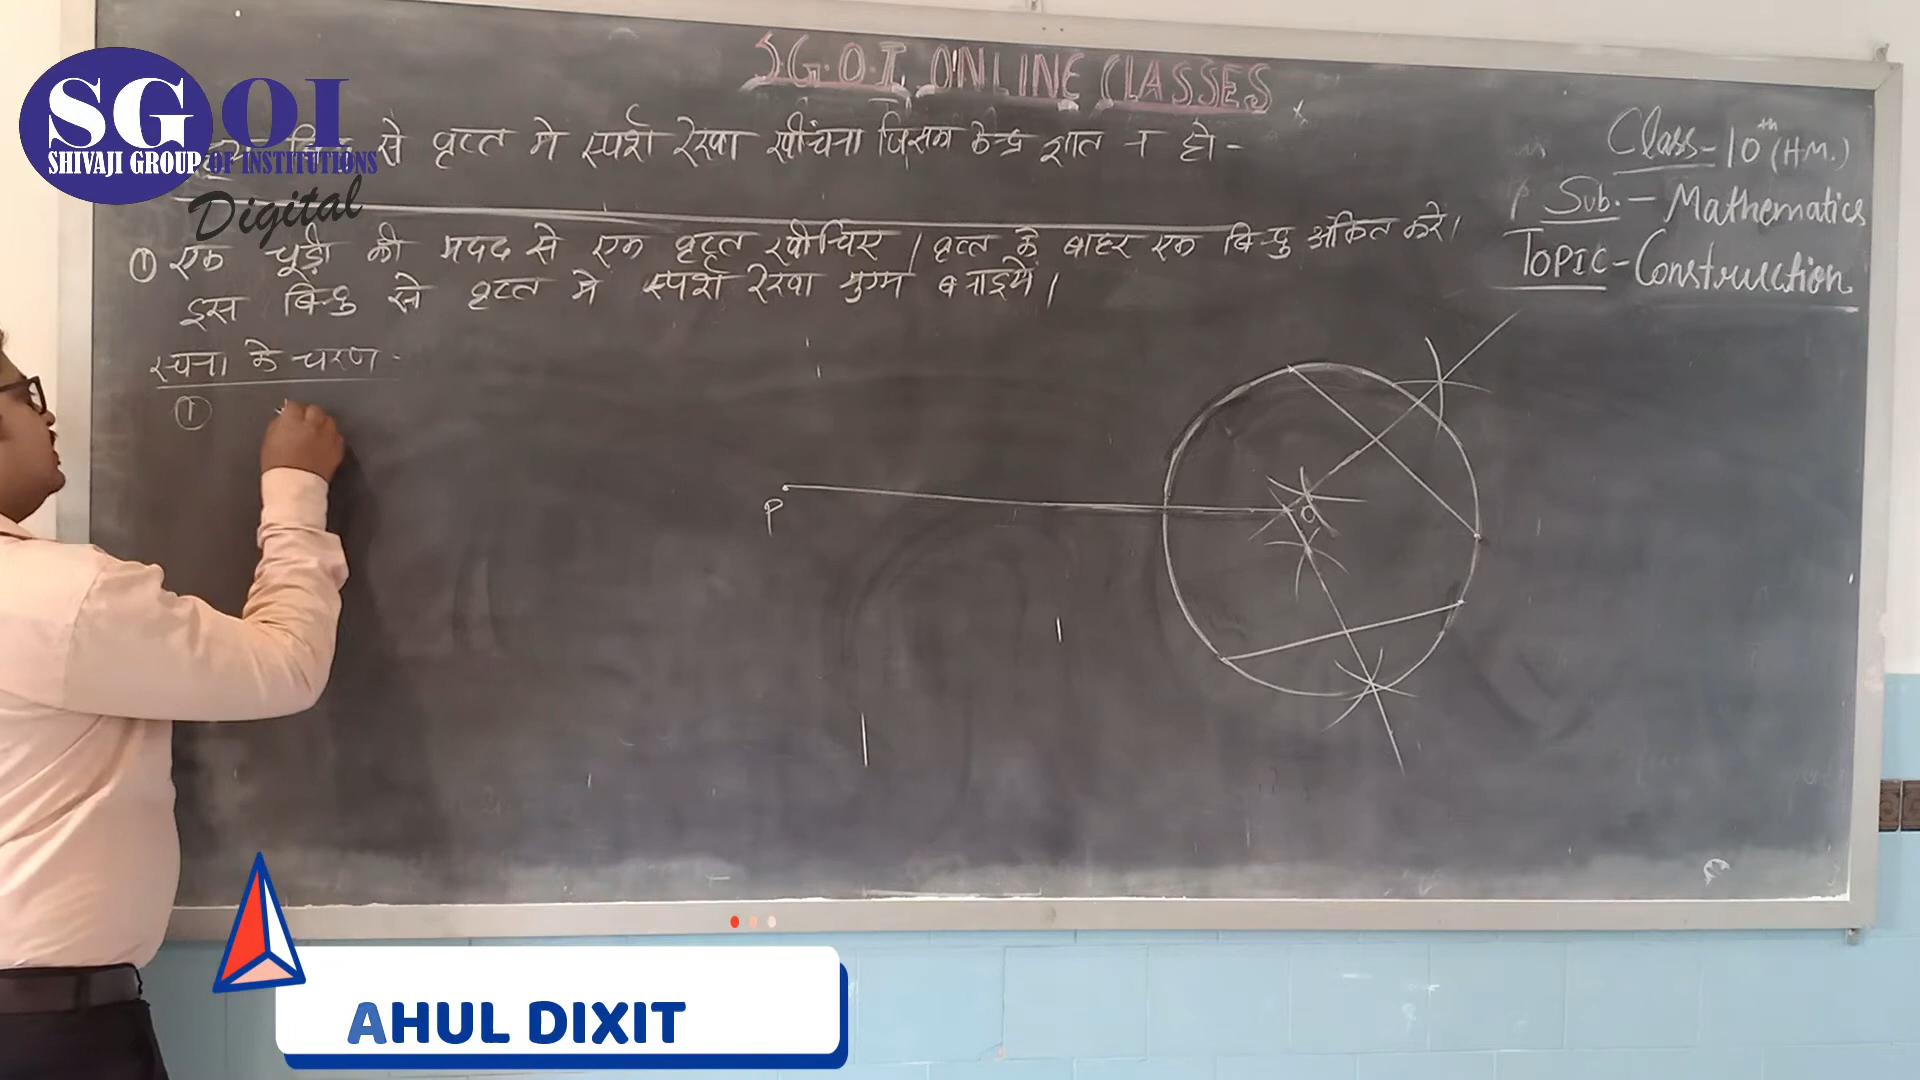 S.G.O.I. ONLINE CLASSES
SGOI
SHIVAJI GROUP OF INSTITUTIONS
Digital
से वृत्त मे स्पर्श रेखा खींचना जिसका केन्द्र ज्ञात न हो -
Class - 10th (H.M.)
Sub. - Mathematics
TOPIC - Construction
① एक चूड़ी की मदद से एक वृत्त खीचिए। वृत्त के बाहर एक बिन्दु अंकित करे।
इस बिन्दु से वृत्त मे स्पर्श रेखा युग्म बनाइये।
रचना के चरण -
①
P
O
AHUL DIXIT